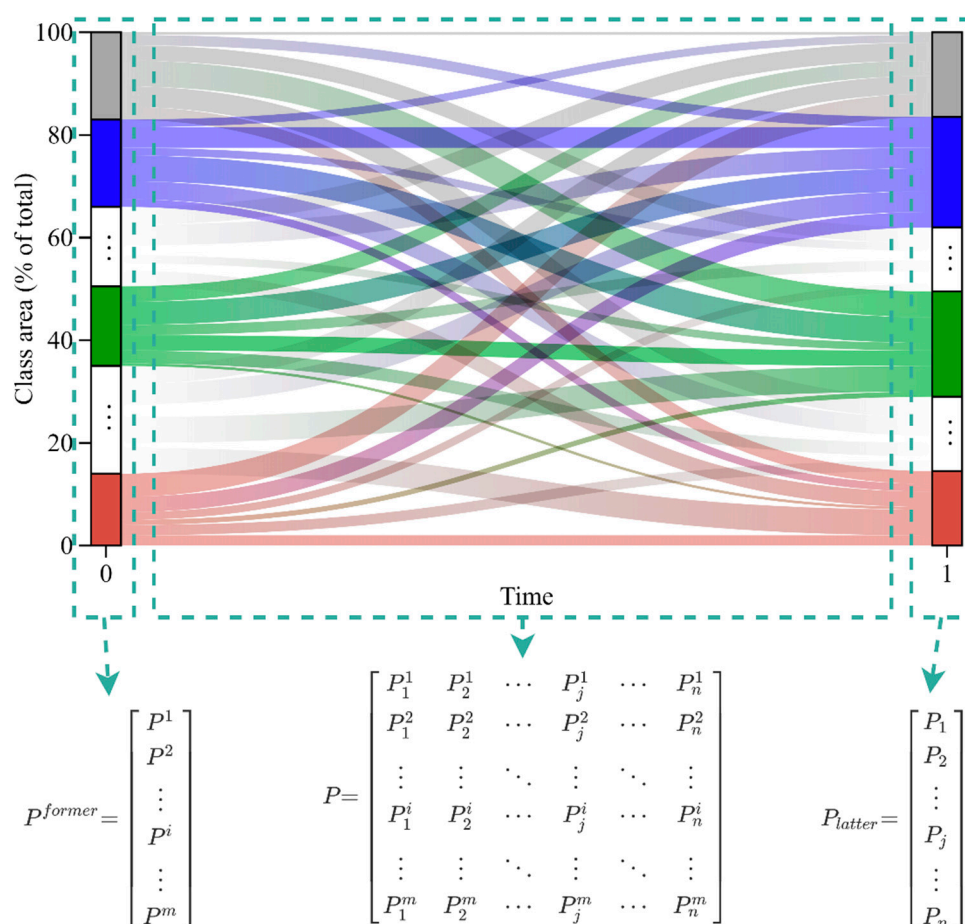 100
80
60
40
20
0
Class area (% of total)
⋮
⋮
⋮
⋮
0
1
Time
P^{former}=
[P^1
P^2
⋮
P^i
⋮
P^m]
P=
[P_1^1 P_2^1 ⋯ P_j^1 ⋯ P_n^1
P_1^2 P_2^2 ⋯ P_j^2 ⋯ P_n^2
⋮ ⋮ ⋱ ⋮ ⋱ ⋮
P_1^i P_2^i ⋯ P_j^i ⋯ P_n^i
⋮ ⋮ ⋱ ⋮ ⋱ ⋮
P_1^m P_2^m ⋯ P_j^m ⋯ P_n^m]
P_{latter}=
[P_1
P_2
⋮
P_j
⋮
P_n]